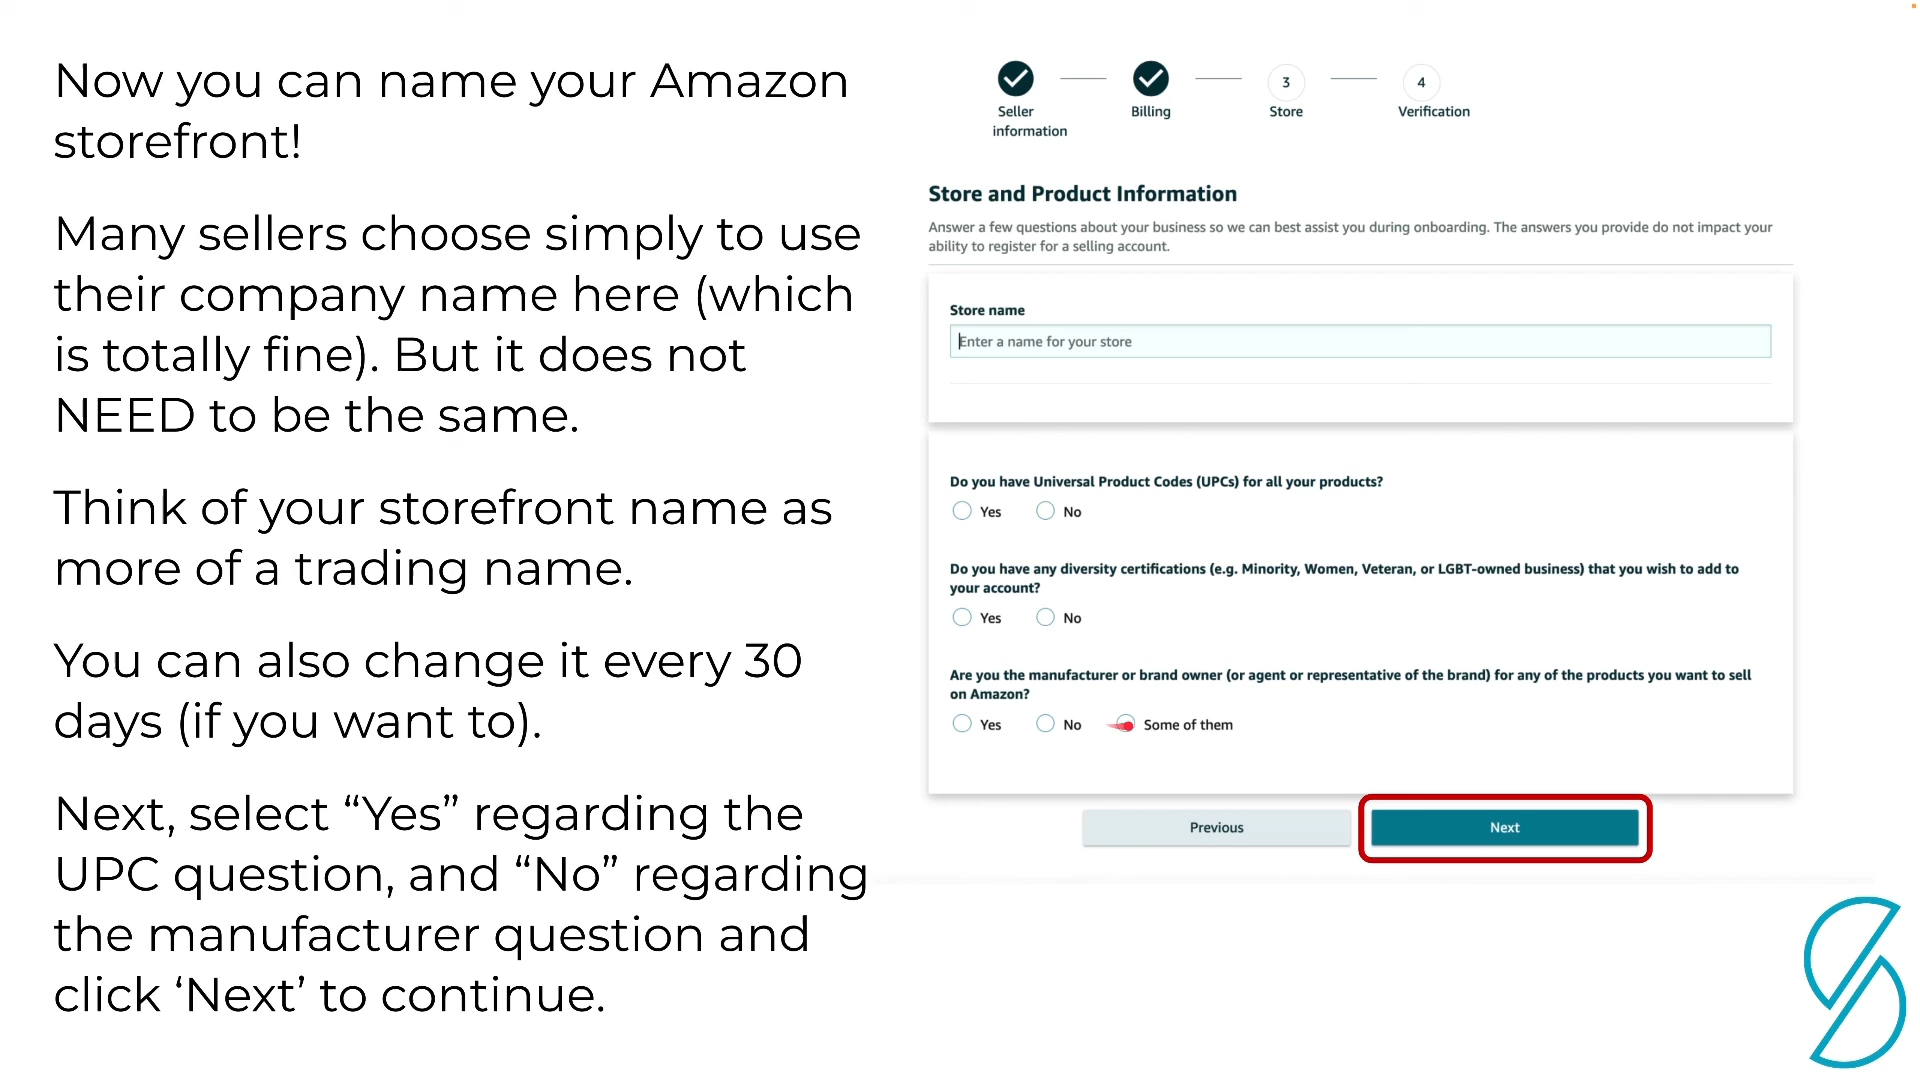 Now you can name your Amazon
storefront!
Many sellers choose simply to use
their company name here (which
is totally fine). But it does not
NEED to be the same.
Think of your storefront name as
more of a trading name.
You can also change it every 30
days (if you want to).
Next, select “Yes” regarding the
UPC question, and “No” regarding
the manufacturer question and
click ‘Next’ to continue.
Seller
information
Billing
3
Store
4
Verification
Store and Product Information
Answer a few questions about your business so we can best assist you during onboarding. The answers you provide do not impact your
ability to register for a selling account.
Store name
Enter a name for your store
Do you have Universal Product Codes (UPCs) for all your products?
Yes No
Do you have any diversity certifications (e.g. Minority, Women, Veteran, or LGBT-owned business) that you wish to add to
your account?
Yes No
Are you the manufacturer or brand owner (or agent or representative of the brand) for any of the products you want to sell
on Amazon?
Yes No Some of them
Previous Next